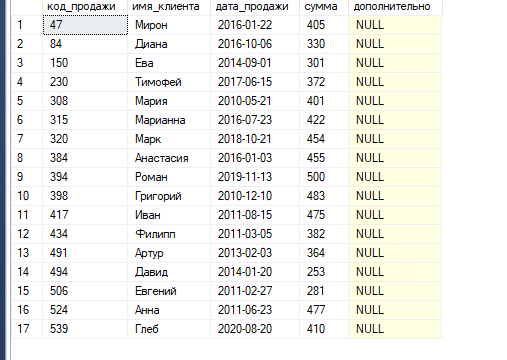 код_продажи имя_клиента дата_продажи сумма дополнительно
1 47 Мирон 2016-01-22 405 NULL
2 84 Диана 2016-10-06 330 NULL
3 150 Ева 2014-09-01 301 NULL
4 230 Тимофей 2017-06-15 372 NULL
5 308 Мария 2010-05-21 401 NULL
6 315 Марианна 2016-07-23 422 NULL
7 320 Марк 2018-10-21 454 NULL
8 384 Анастасия 2016-01-03 455 NULL
9 394 Роман 2019-11-13 500 NULL
10 398 Григорий 2010-12-10 483 NULL
11 417 Иван 2011-08-15 475 NULL
12 434 Филипп 2011-03-05 382 NULL
13 491 Артур 2013-02-03 364 NULL
14 494 Давид 2014-01-20 253 NULL
15 506 Евгений 2011-02-27 281 NULL
16 524 Анна 2011-06-23 477 NULL
17 539 Глеб 2020-08-20 410 NULL